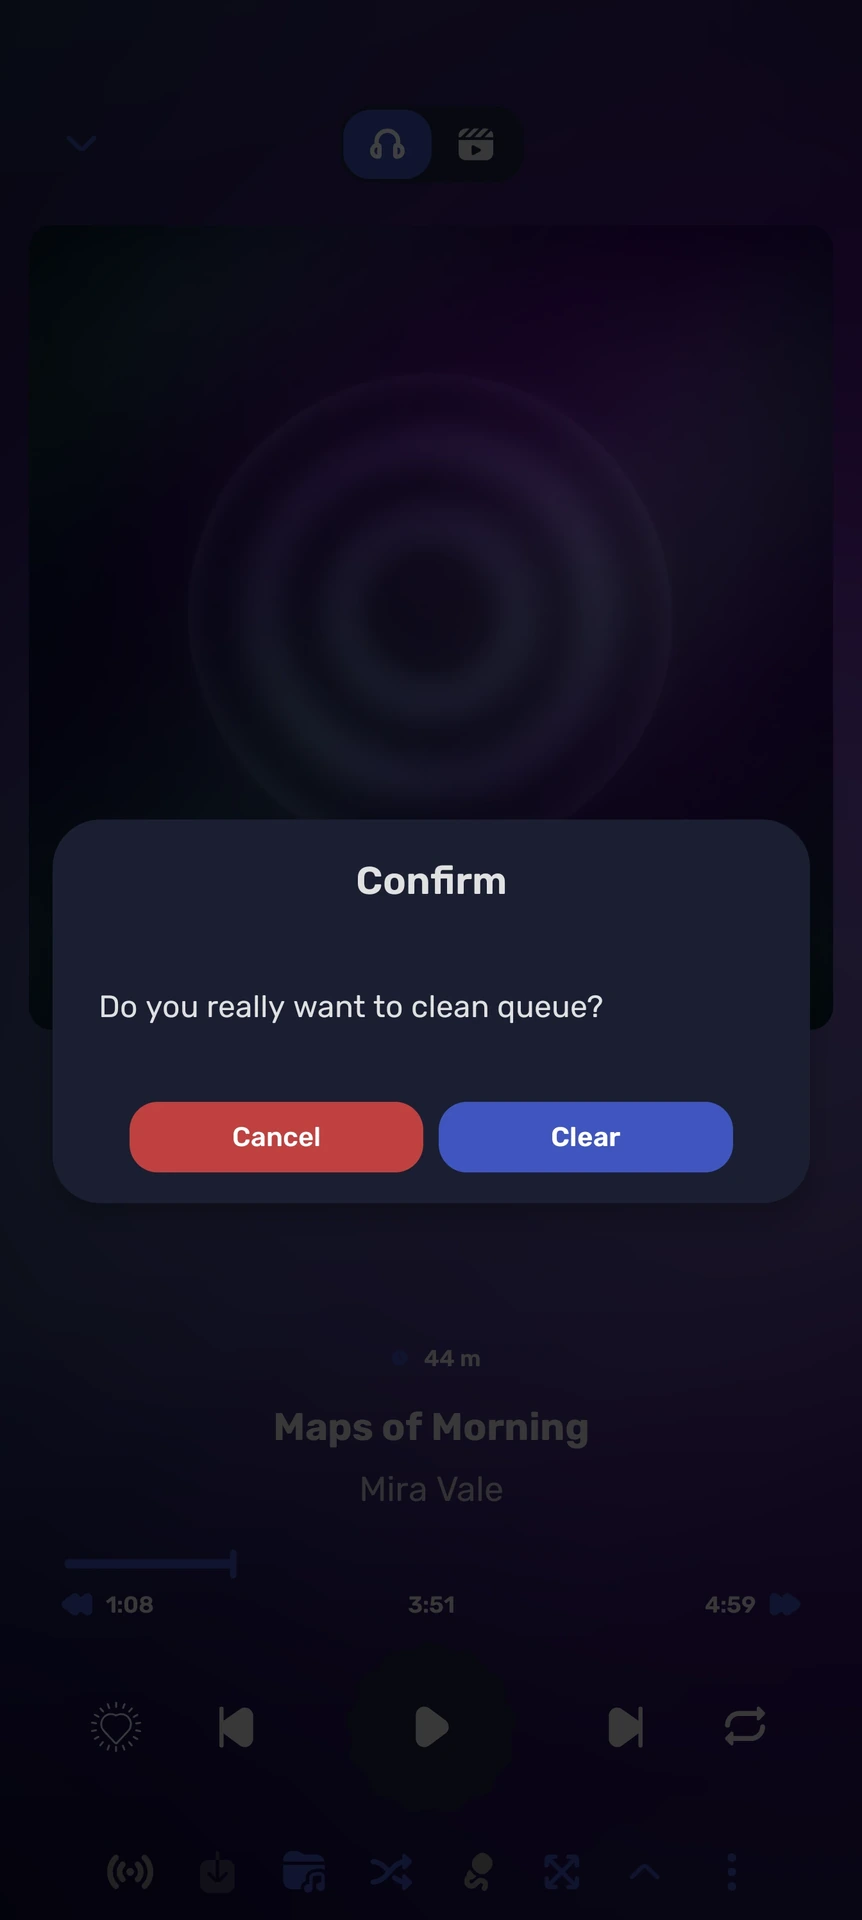 Confirm
Do you really want to clean queue?
Cancel
Clear
44 m
Maps of Morning
Mira Vale
1:08
3:51
4:59